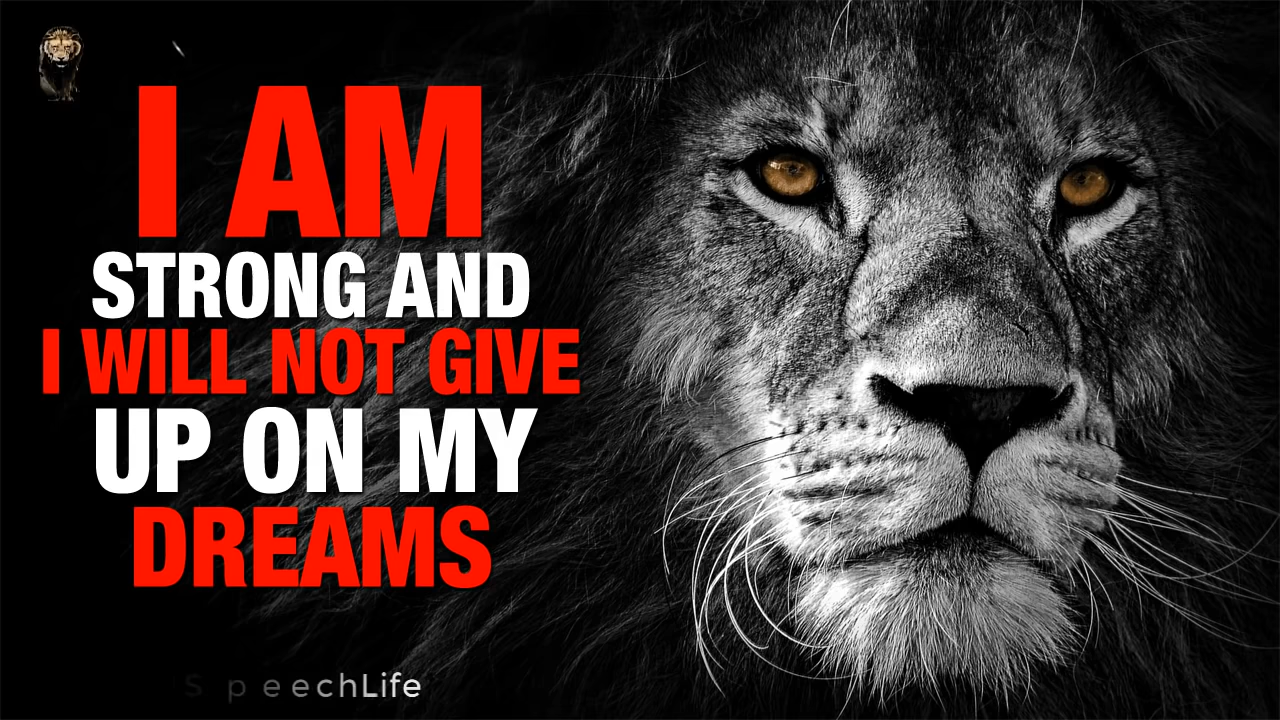 I AM
STRONG AND
I WILL NOT GIVE
UP ON MY
DREAMS
SpeechLife